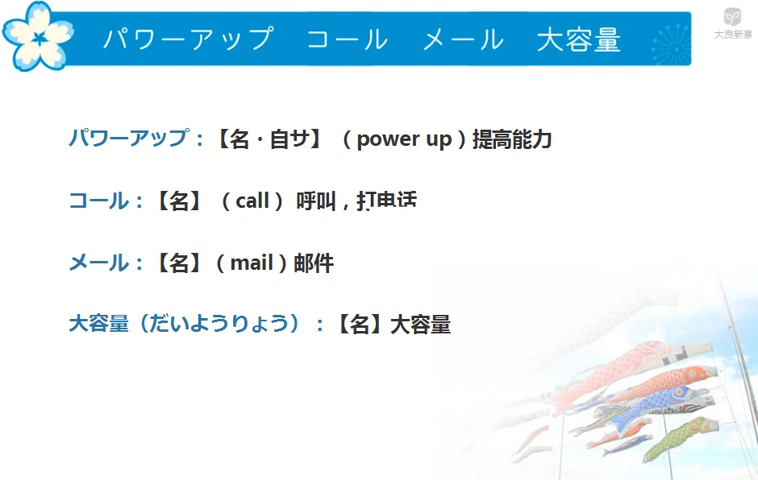 パワーアップ コール メール 大容量
大良新濠
パワーアップ：【名・自サ】（power up）提高能力
コール：【名】（call） 呼叫，打电话
メール：【名】（mail）邮件
大容量（だいようりょう）：【名】大容量